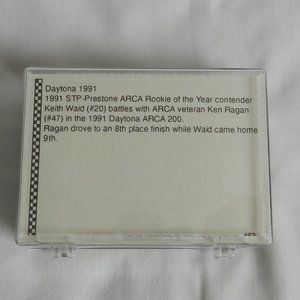 Daytona 1991
1991 STP-Prestone ARCA Rookie of the Year contender
Keith Waid (#20) battles with ARCA veteran Ken Ragan
(#47) in the 1991 Daytona ARCA 200.
Ragan drove to an 8th place finish while Waid came home
9th.